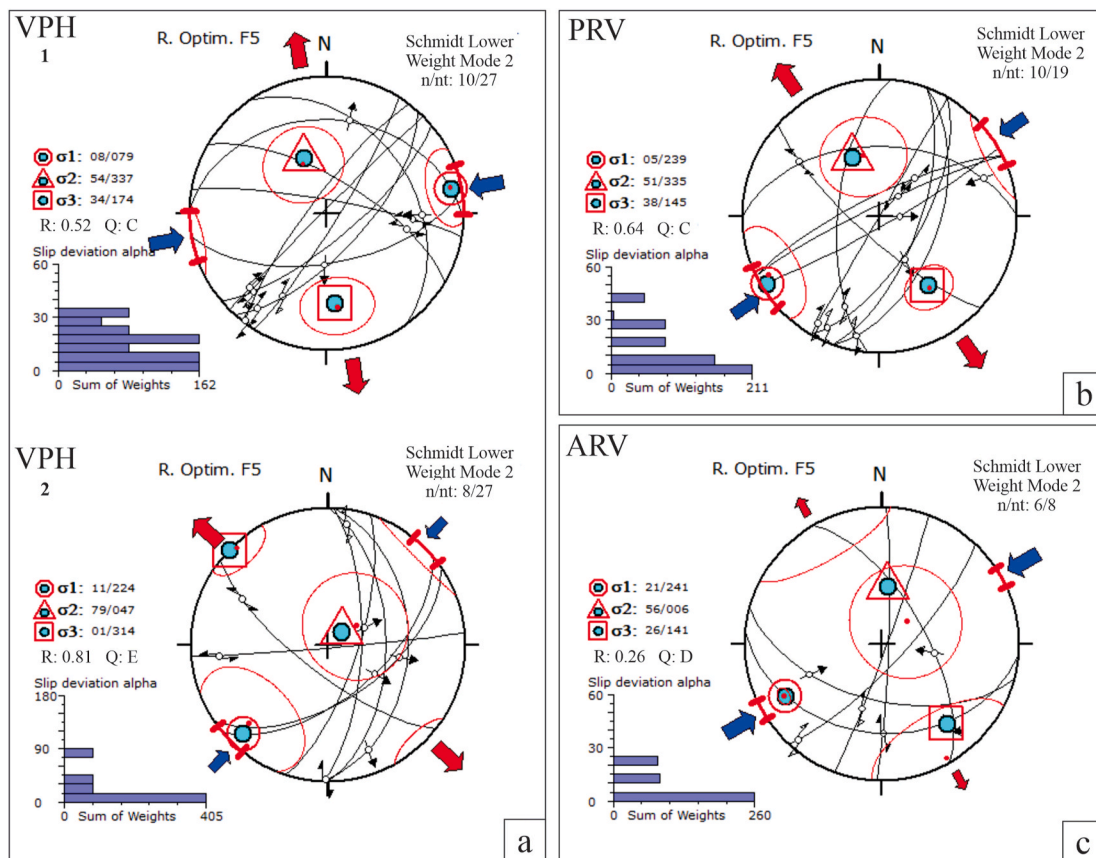 VPH
1
R. Optim. F5
N
Schmidt Lower
Weight Mode 2
n/nt: 10/27
σ1: 08/079
σ2: 54/337
σ3: 34/174
R: 0.52 Q: C
Slip deviation alpha
60
30
0
0 Sum of Weights 162
VPH
2
R. Optim. F5
N
Schmidt Lower
Weight Mode 2
n/nt: 8/27
σ1: 11/224
σ2: 79/047
σ3: 01/314
R: 0.81 Q: E
Slip deviation alpha
180
90
0
0 Sum of Weights 405
a
PRV
R. Optim. F5
N
Schmidt Lower
Weight Mode 2
n/nt: 10/19
σ1: 05/239
σ2: 51/335
σ3: 38/145
R: 0.64 Q: C
Slip deviation alpha
60
30
0
0 Sum of Weights 211
b
ARV
R. Optim. F5
N
Schmidt Lower
Weight Mode 2
n/nt: 6/8
σ1: 21/241
σ2: 56/006
σ3: 26/141
R: 0.26 Q: D
Slip deviation alpha
60
30
0
0 Sum of Weights 260
c